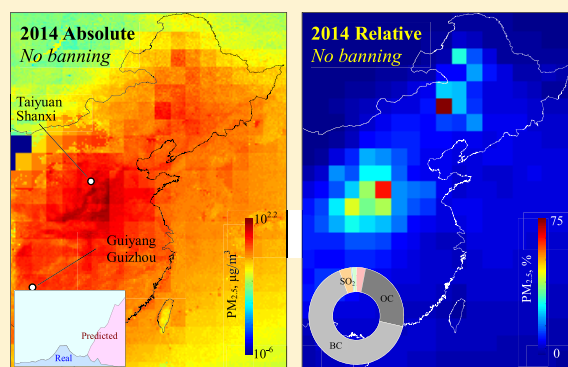 2014 Absolute
No banning
Taiyuan
Shanxi
Guiyang
Guizhou
Predicted
Real
PM2.5, μg/m3
10^2.2
10^-6
2014 Relative
No banning
SO2
OC
BC
PM2.5, %
75
0